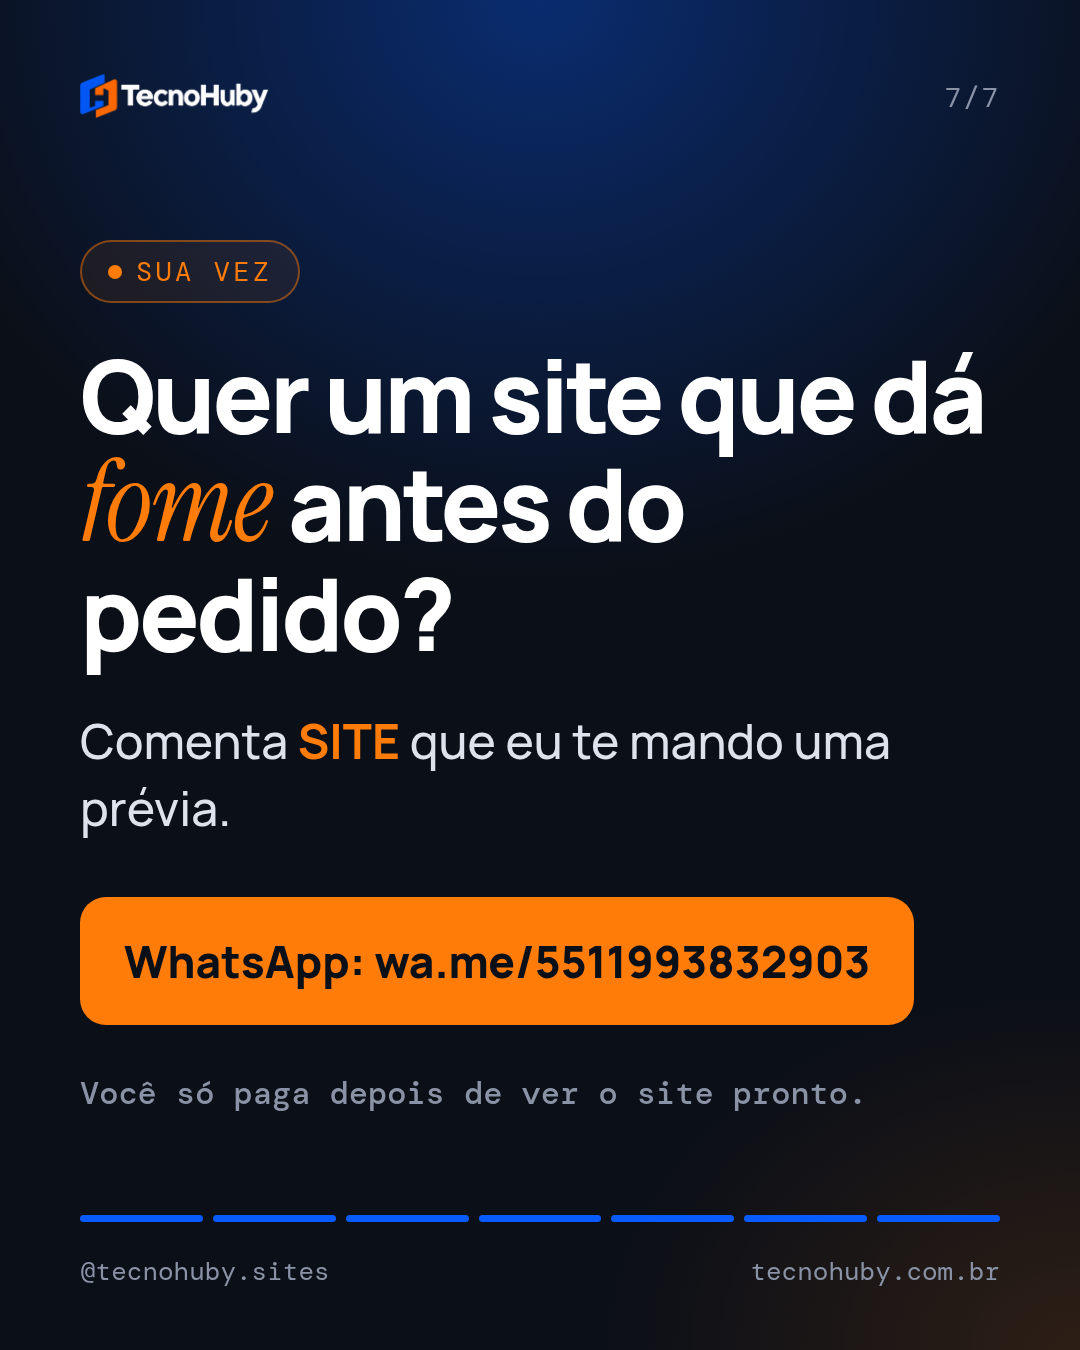 TecnoHuby
7/7
SUA VEZ
Quer um site que dá
fome antes do
pedido?
Comenta SITE que eu te mando uma
prévia.
WhatsApp: wa.me/5511993832903
Você só paga depois de ver o site pronto.
@tecnohuby.sites
tecnohuby.com.br